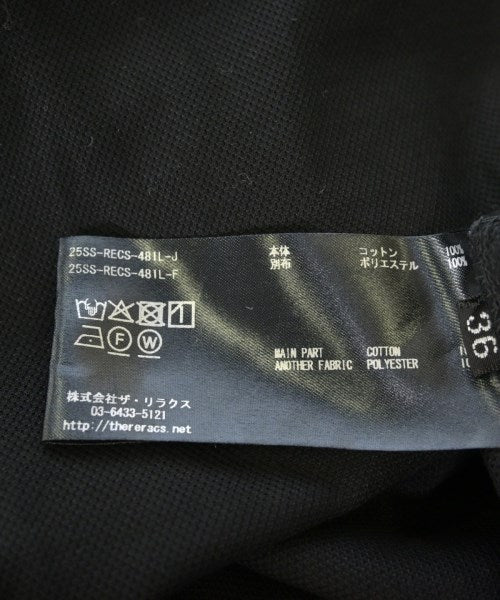 25SS-RECS-481L-J
25SS-RECS-481L-F
本体 コットン 100%
別布 ポリエステル 100%
MAIN PART COTTON
ANOTHER FABRIC POLYESTER
F W
株式会社ザ・リラクス
03-6433-5121
http://thereracs.net
36